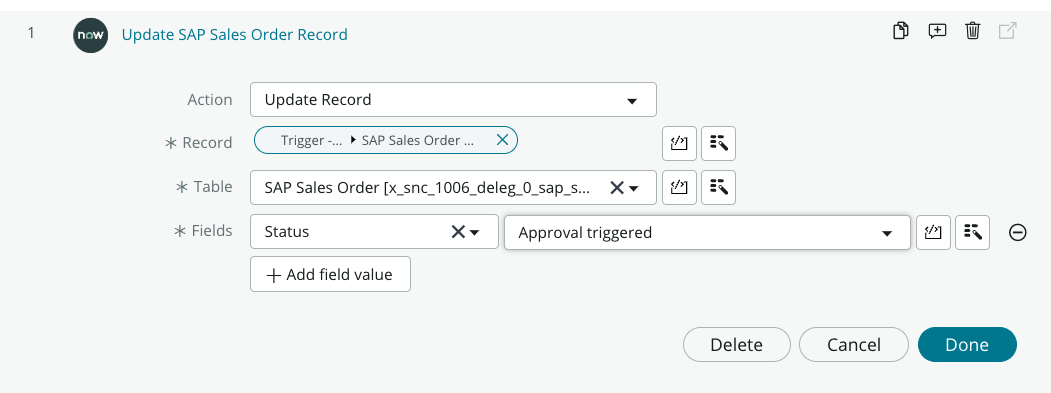 1 now Update SAP Sales Order Record
Action Update Record
* Record Trigger -... ▸ SAP Sales Order ...
* Table SAP Sales Order [x_snc_1006_deleg_0_sap_s...
* Fields Status Approval triggered
+ Add field value
Delete Cancel Done